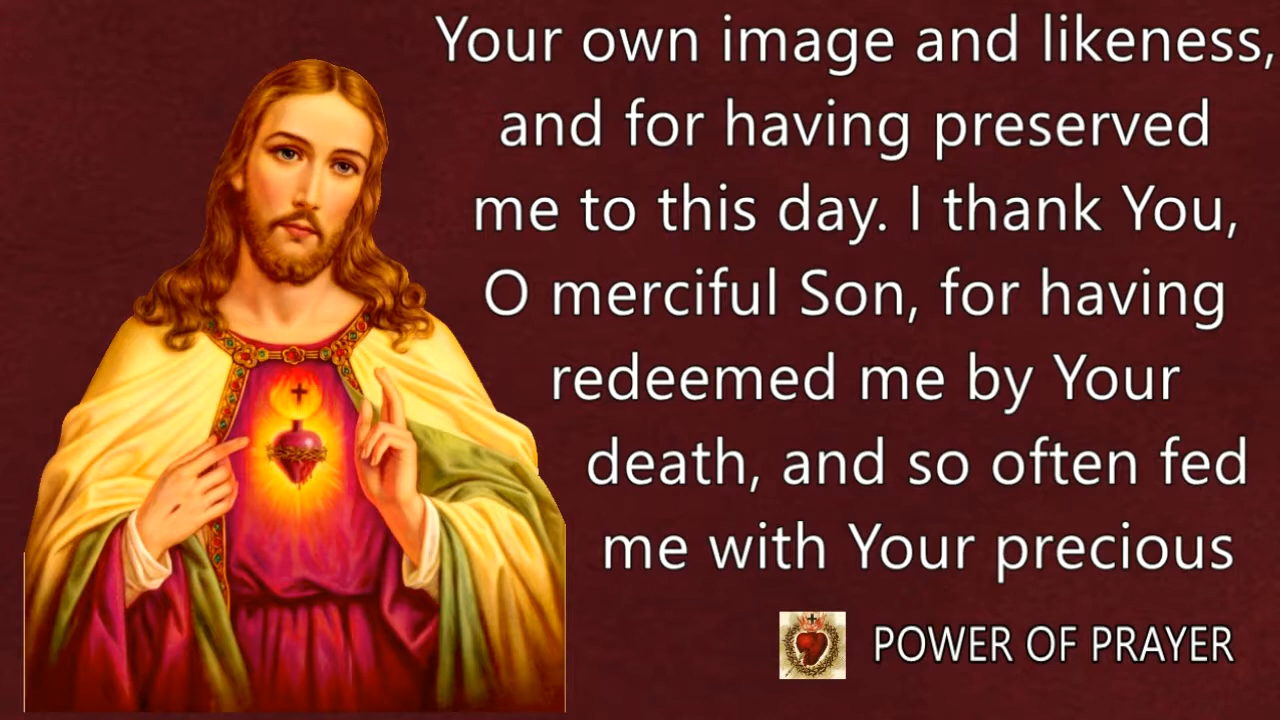 Your own image and likeness,
and for having preserved
me to this day. I thank You,
O merciful Son, for having
redeemed me by Your
death, and so often fed
me with Your precious
POWER OF PRAYER